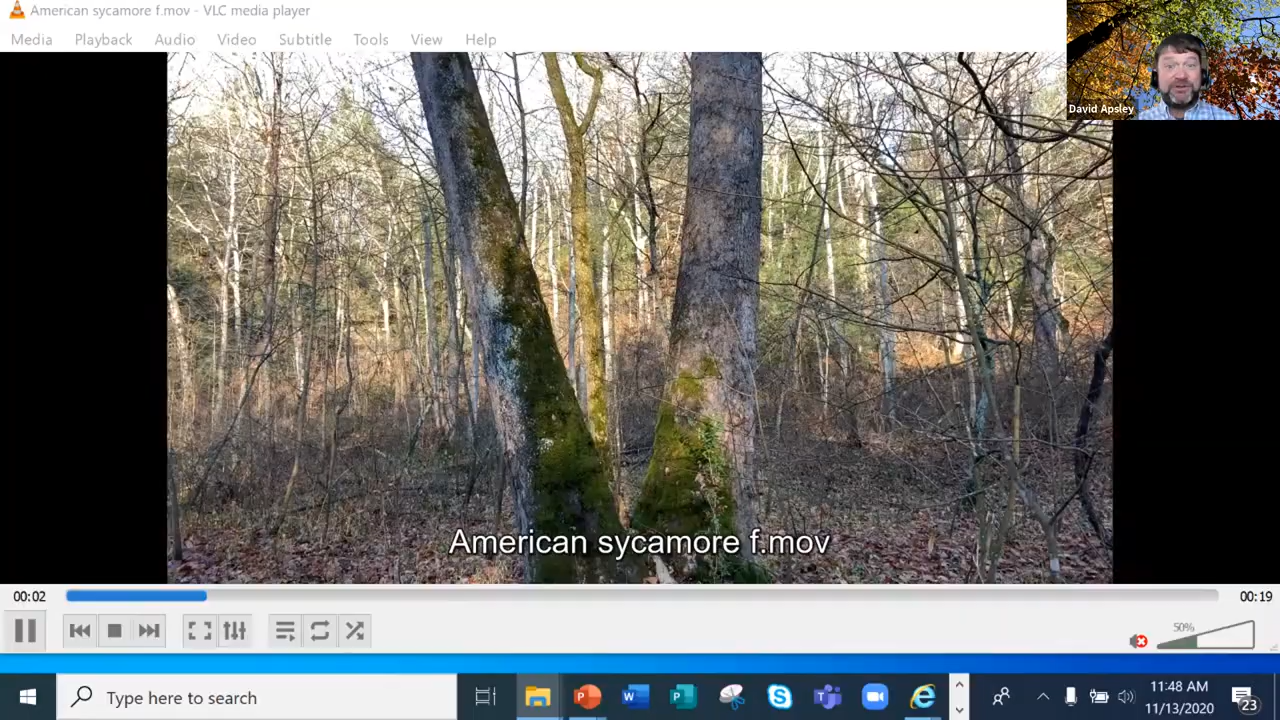 American sycamore f.mov - VLC media player
Media Playback Audio Video Subtitle Tools View Help
David Apsley
American sycamore f.mov
00:02
00:19
50%
Type here to search
11:48 AM
11/13/2020
23